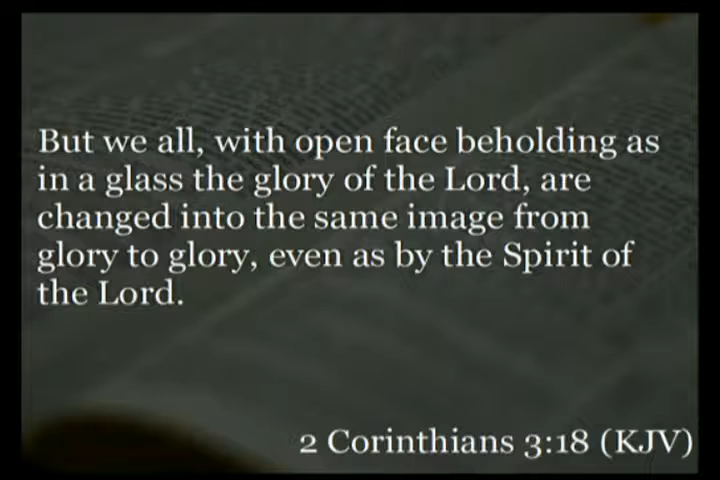 But we all, with open face beholding as
in a glass the glory of the Lord, are
changed into the same image from
glory to glory, even as by the Spirit of
the Lord.
2 Corinthians 3:18 (KJV)